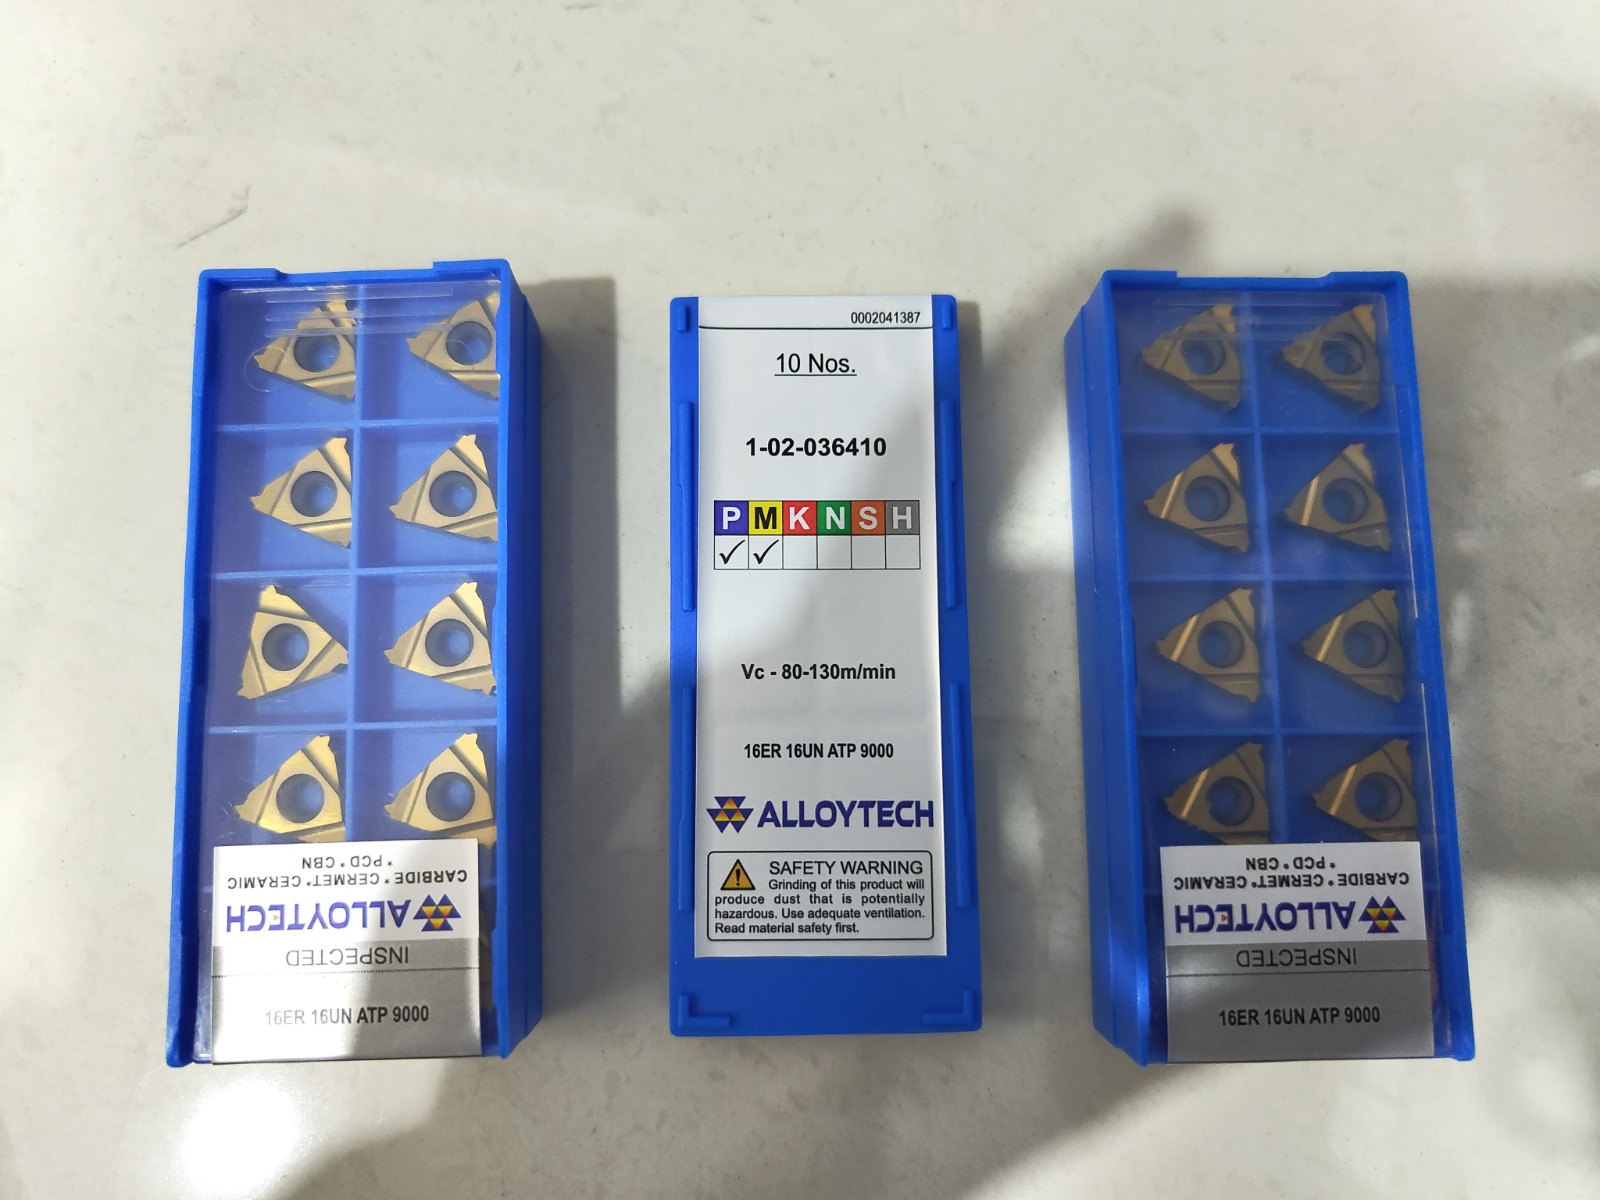 CARBIDE * CERMET * CERAMIC
* PCD * CBN
ALLOYTECH
INSPECTED
16ER 16UN ATP 9000
0002041387
10 Nos.
1-02-036410
P M K N S H
✓ ✓
Vc - 80-130m/min
16ER 16UN ATP 9000
ALLOYTECH
SAFETY WARNING
Grinding of this product will
produce dust that is potentially
hazardous. Use adequate ventilation.
Read material safety first.
CARBIDE * CERMET * CERAMIC
* PCD * CBN
ALLOYTECH
INSPECTED
16ER 16UN ATP 9000